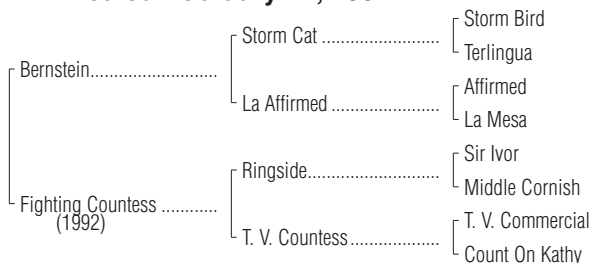 Storm Bird
Storm Cat
Terlingua
Bernstein
Affirmed
La Affirmed
La Mesa
Sir Ivor
Ringside
Middle Cornish
Fighting Countess
(1992)
T. V. Commercial
T. V. Countess
Count On Kathy